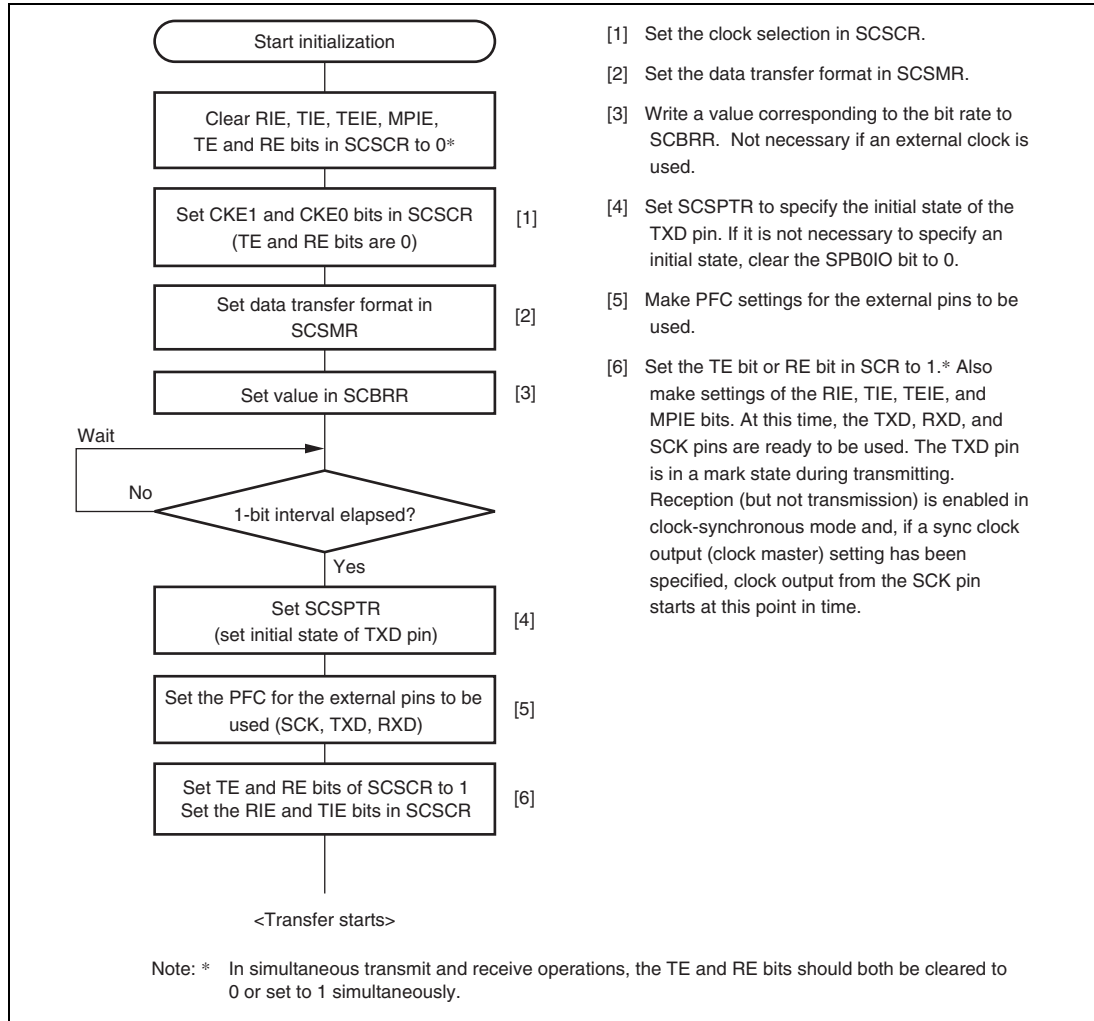 Start initialization
Clear RIE, TIE, TEIE, MPIE,
TE and RE bits in SCSCR to 0*
Set CKE1 and CKE0 bits in SCSCR
(TE and RE bits are 0)
[1]
Set data transfer format in
SCSMR
[2]
Set value in SCBRR
[3]
Wait
No
1-bit interval elapsed?
Yes
Set SCSPTR
(set initial state of TXD pin)
[4]
Set the PFC for the external pins to be
used (SCK, TXD, RXD)
[5]
Set TE and RE bits of SCSCR to 1
Set the RIE and TIE bits in SCSCR
[6]
<Transfer starts>
[1] Set the clock selection in SCSCR.
[2] Set the data transfer format in SCSMR.
[3] Write a value corresponding to the bit rate to
SCBRR. Not necessary if an external clock is
used.
[4] Set SCSPTR to specify the initial state of the
TXD pin. If it is not necessary to specify an
initial state, clear the SPB0IO bit to 0.
[5] Make PFC settings for the external pins to be
used.
[6] Set the TE bit or RE bit in SCR to 1.* Also
make settings of the RIE, TIE, TEIE, and
MPIE bits. At this time, the TXD, RXD, and
SCK pins are ready to be used. The TXD pin
is in a mark state during transmitting.
Reception (but not transmission) is enabled in
clock-synchronous mode and, if a sync clock
output (clock master) setting has been
specified, clock output from the SCK pin
starts at this point in time.
Note: * In simultaneous transmit and receive operations, the TE and RE bits should both be cleared to
0 or set to 1 simultaneously.